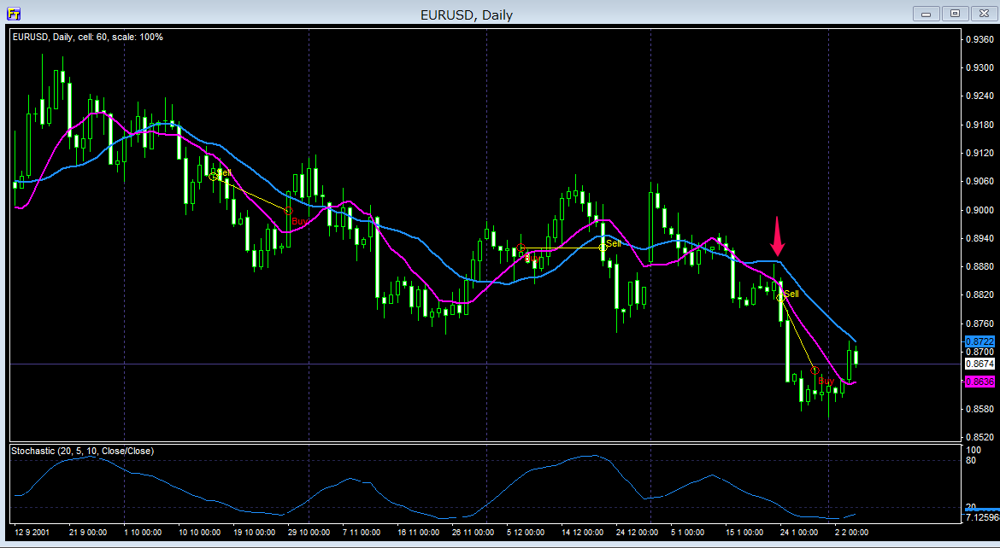 EURUSD, Daily
EURUSD, Daily, cell: 60, scale: 100%
0.9360
0.9300
0.9240
0.9180
0.9120
0.9060
0.9000
0.8940
0.8880
0.8820
0.8760
0.8722
0.8700
0.8674
0.8636
0.8580
0.8520
Sell
Buy
Buy
Sell
Sell
Buy
Stochastic (20, 5, 10, Close/Close)
100
80
20
7.12596
12 9 2001
21 9 00:00
1 10 00:00
10 10 00:00
19 10 00:00
29 10 00:00
7 11 00:00
16 11 00:00
26 11 00:00
5 12 00:00
14 12 00:00
24 12 00:00
5 1 00:00
15 1 00:00
24 1 00:00
2 2 00:00